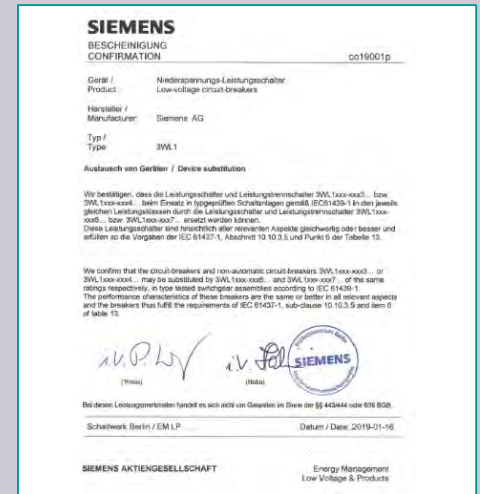 SIEMENS
BESCHEINIGUNG
CONFIRMATION
co19001p
Gerät / Niederspannungs-Leistungsschalter
Product: Low-voltage circuit-breakers
Hersteller /
Manufacturer: Siemens AG
Typ /
Type: 3WL1
Austausch von Geräten / Device substitution
Wir bestätigen, dass die Leistungsschalter und Leistungstrennschalter 3WL1xxx-xxx3... bzw.
3WL1xxx-xxx4... beim Einsatz in typgeprüften Schaltanlagen gemäß IEC61439-1 in den jeweils
gleichen Leistungsklassen durch die Leistungsschalter und Leistungstrennschalter 3WL1xxx-
xxx6... bzw. 3WL1xxx-xxx7... ersetzt werden können.
Diese Leistungsschalter sind hinsichtlich aller relevanten Aspekte gleichwertig oder besser und
erfüllen so die Vorgaben der IEC 61437-1, Abschnitt 10.10.3.5 und Punkt 6 der Tabelle 13.
We confirm that the circuit-breakers and non-automatic circuit-breakers 3WL1xxx-xxx3... or
3WL1xxx-xxx4... may be substituted by 3WL1xxx-xxx6... and 3WL1xxx-xxx7... of the same
ratings respectively, in type tested switchgear assemblies according to IEC 61439-1.
The performance characteristics of these breakers are the same or better in all relevant aspects
and the breakers thus fulfil the requirements of IEC 61437-1, sub-clause 10.10.3.5 and item 6
of table 13.
i.V. i.V.
SIEMENS
(Weiss) (Hahn)
Bei diesen Leistungsmerkmalen handelt es sich nicht um Garantien im Sinne der §§ 443/444 oder 639 BGB.
Schaltwerk Berlin / EM LP Datum / Date: 2019-01-16
SIEMENS AKTIENGESELLSCHAFT Energy Management
Low Voltage & Products